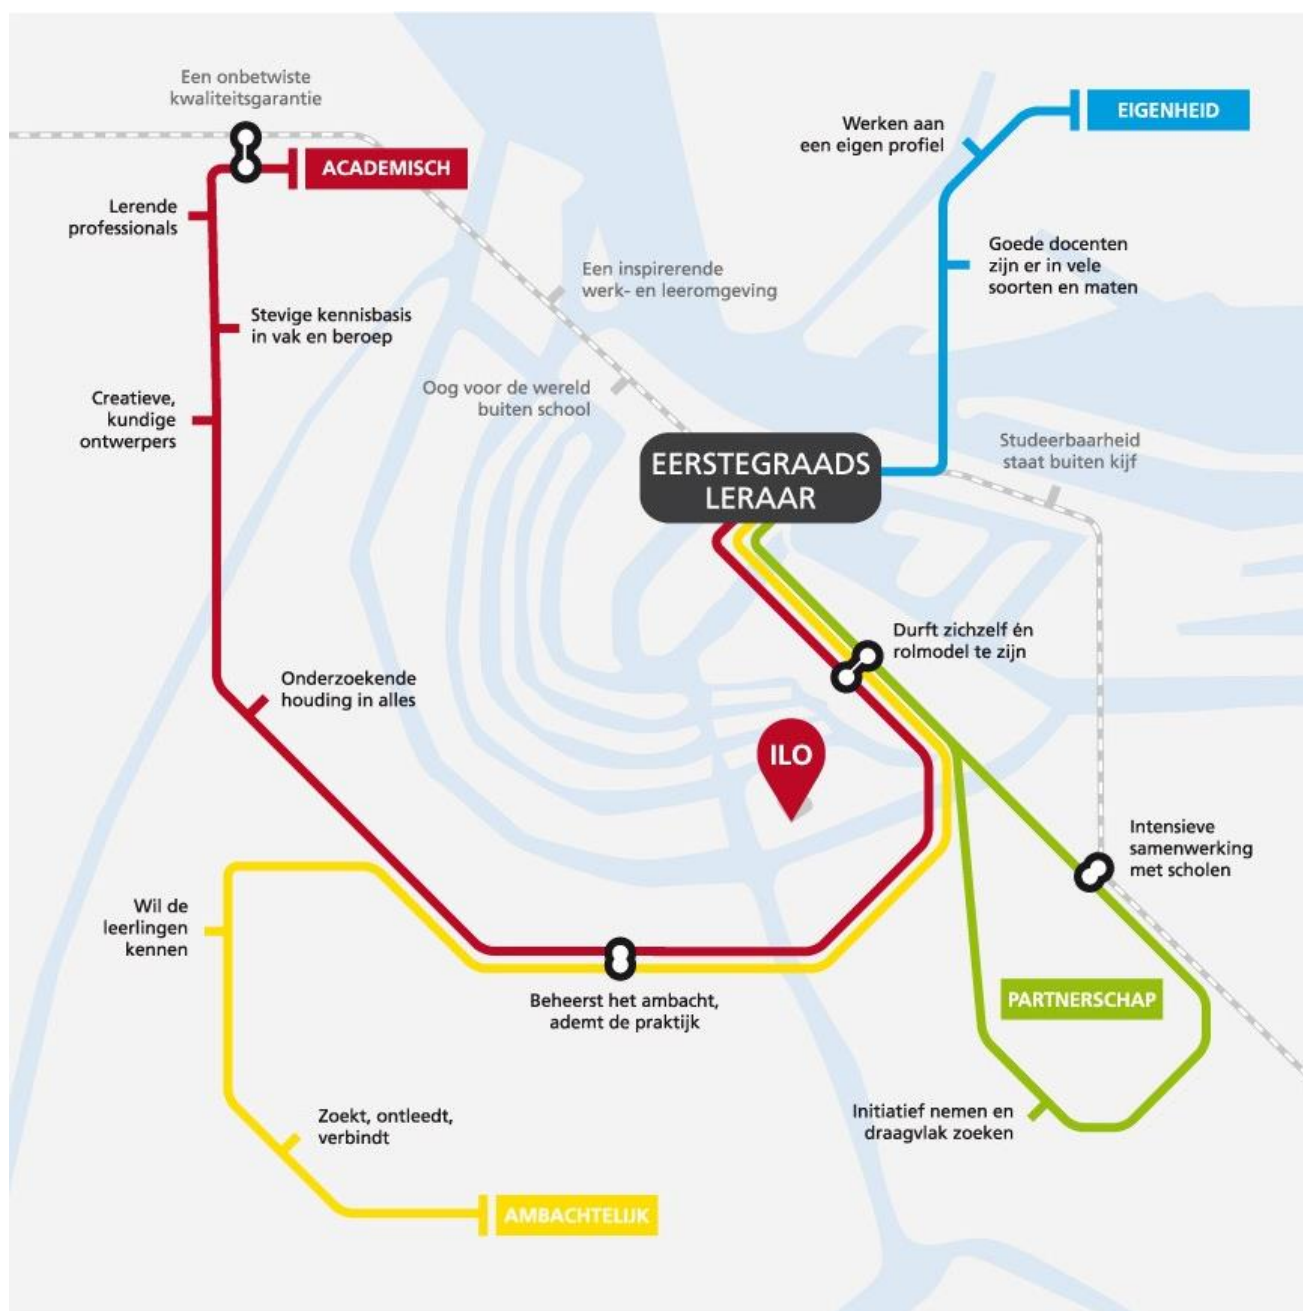 Een onbetwiste
kwaliteitsgarantie
ACADEMISCH
EIGENHEID
Werken aan
een eigen profiel
Lerende
professionals
Goede docenten
zijn er in vele
soorten en maten
Een inspirerende
werk- en leeromgeving
Stevige kennisbasis
in vak en beroep
Oog voor de wereld
buiten school
Creatieve,
kundige
ontwerpers
Studeerbaarheid
staat buiten kijf
EERSTEGRAADS
LERAAR
Durft zichzelf én
rolmodel te zijn
Onderzoekende
houding in alles
ILO
Intensieve
samenwerking
met scholen
Wil de
leerlingen
kennen
Beheerst het ambacht,
ademt de praktijk
PARTNERSCHAP
Zoekt, ontleedt,
verbindt
Initiatief nemen en
draagvlak zoeken
AMBACHTELIJK